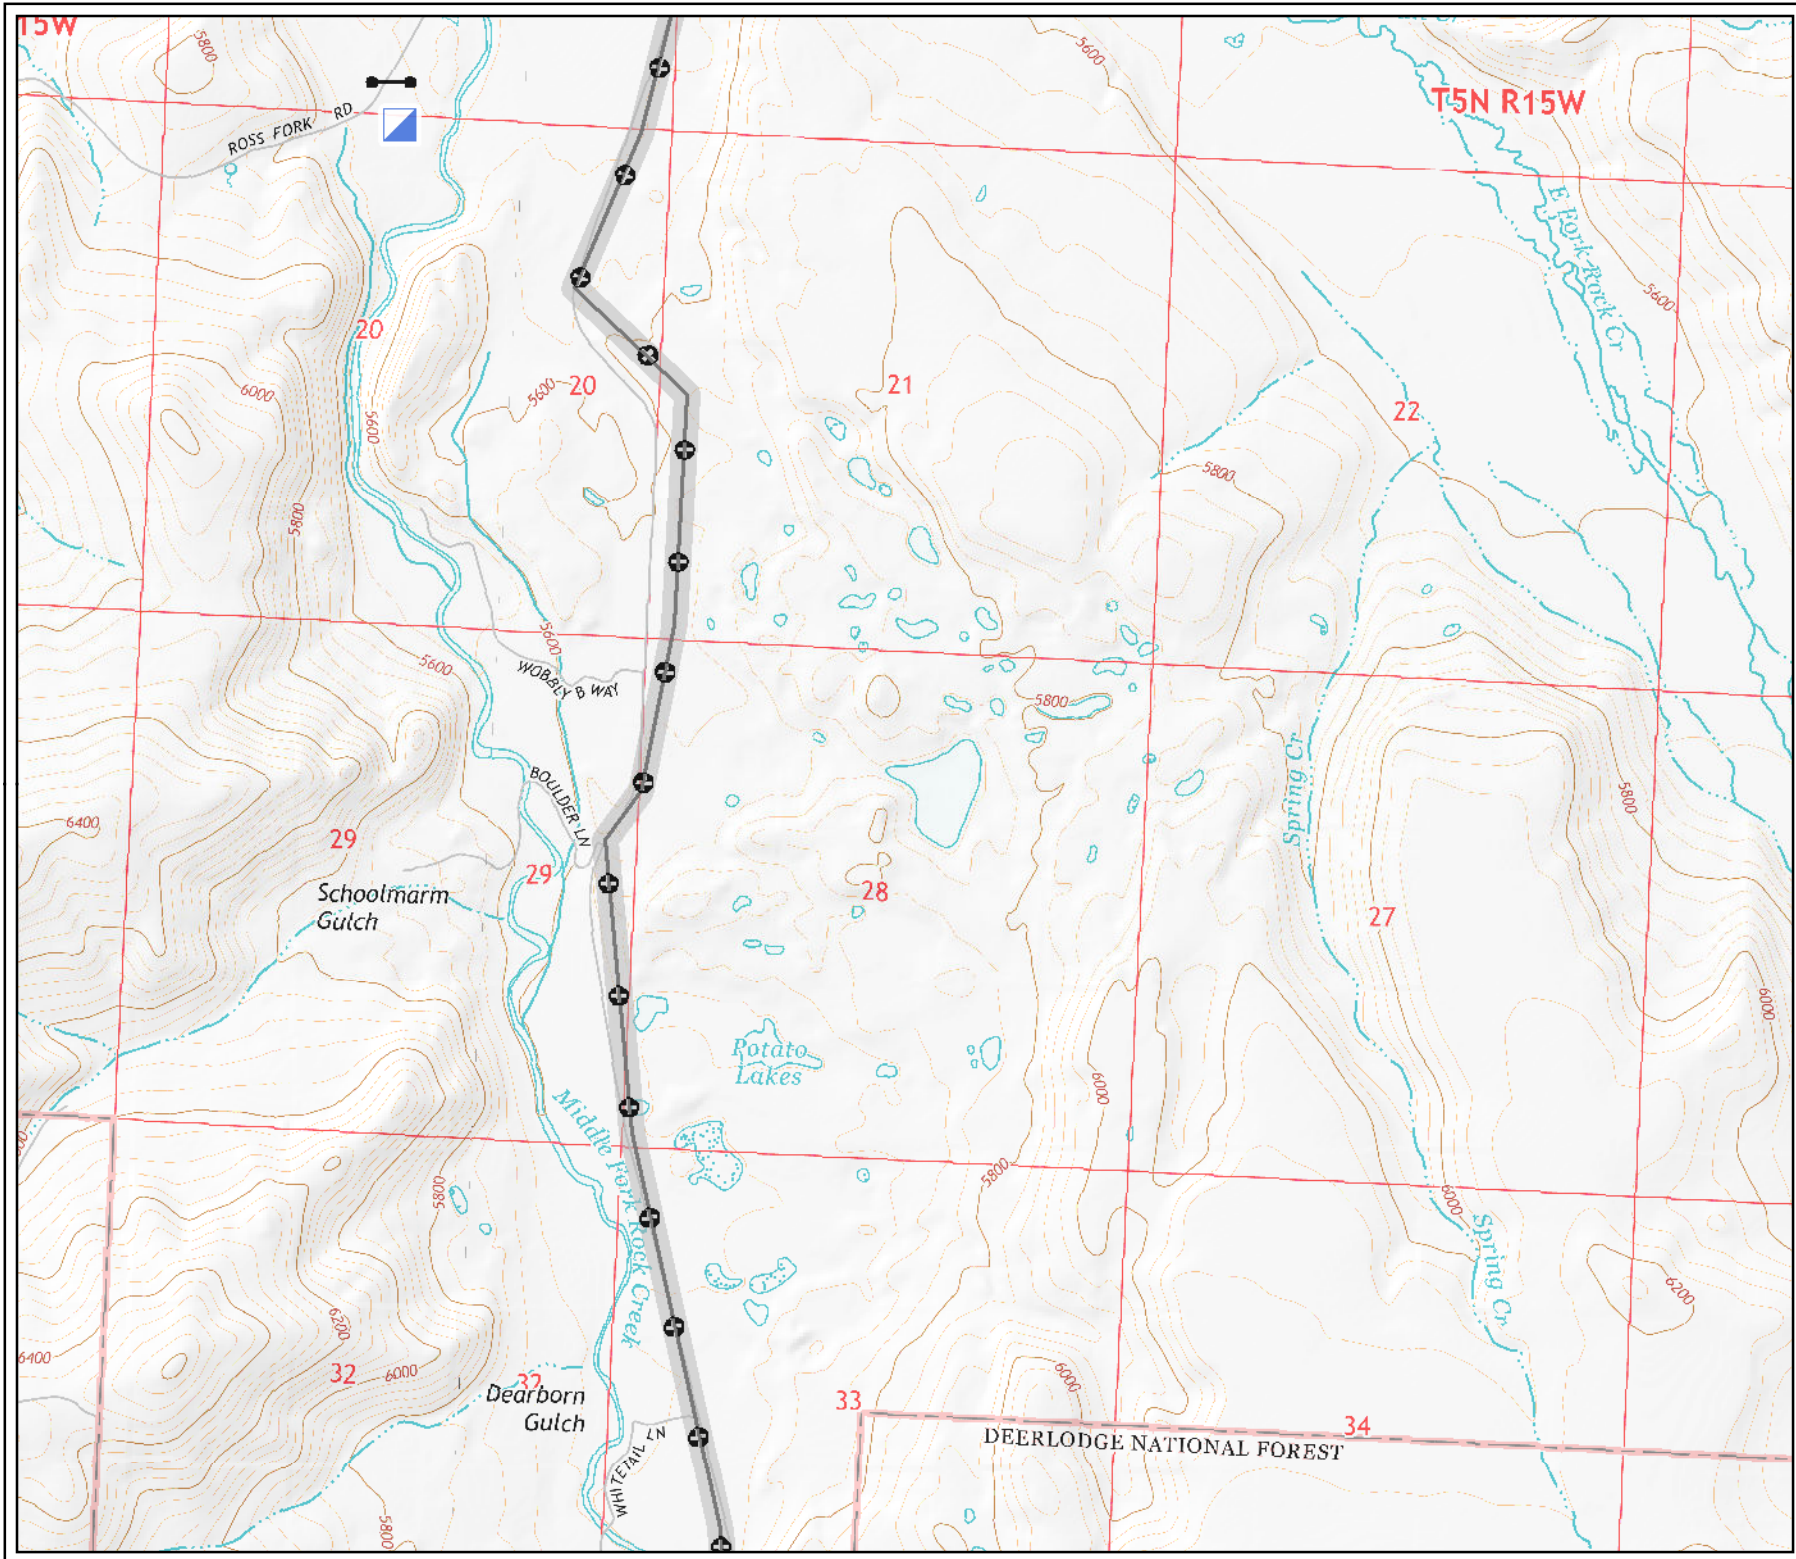 15W
5800
5600
T5N R15W
ROSS FORK RD
E Fork Rock Cr
5600
20
6000
5600
5600
20
21
22
5800
5800
5600
5600
WOBBLY B WAY
5800
BOULDER LN
Spring Cr
5800
6400
29
29
28
27
Schoolmarm
Gulch
6000
Potato
Lakes
6000
Middle Fork Rock Creek
5800
5800
6000
Spring Cr
6200
6200
6400
32
6000
32
6000
Dearborn
Gulch
33
34
DEERLODGE NATIONAL FOREST
WHITETAIL LN
5800